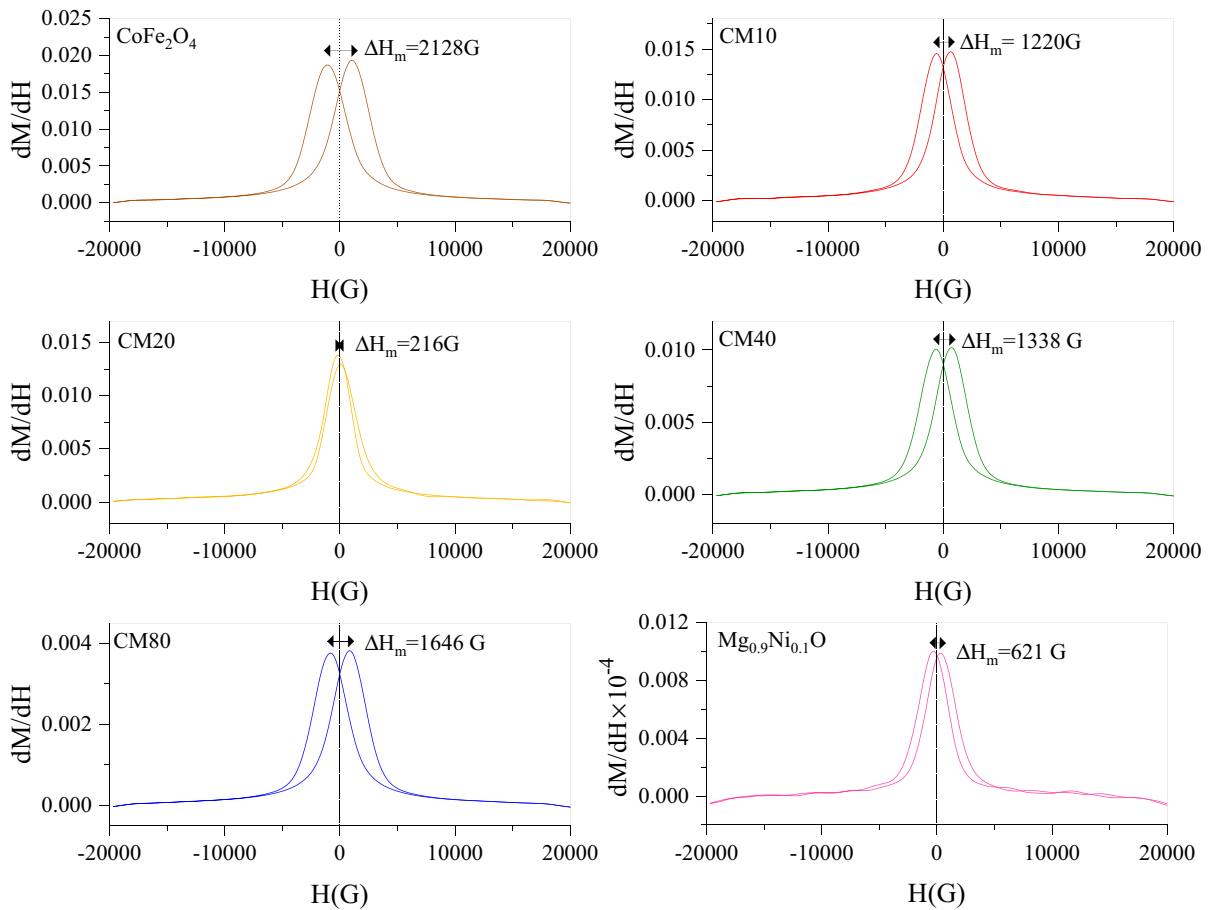 CoFe2O4
ΔHm=2128G
dM/dH
0.025
0.020
0.015
0.010
0.005
0.000
-20000 -10000 0 10000 20000
H(G)
CM10
ΔHm= 1220G
dM/dH
0.015
0.010
0.005
0.000
-20000 -10000 0 10000 20000
H(G)
CM20
ΔHm=216G
dM/dH
0.015
0.010
0.005
0.000
-20000 -10000 0 10000 20000
H(G)
CM40
ΔHm=1338 G
dM/dH
0.010
0.005
0.000
-20000 -10000 0 10000 20000
H(G)
CM80
ΔHm=1646 G
dM/dH
0.004
0.002
0.000
-20000 -10000 0 10000 20000
H(G)
Mg0.9Ni0.1O
ΔHm=621 G
dM/dH×10-4
0.012
0.008
0.004
0.000
-20000 -10000 0 10000 20000
H(G)